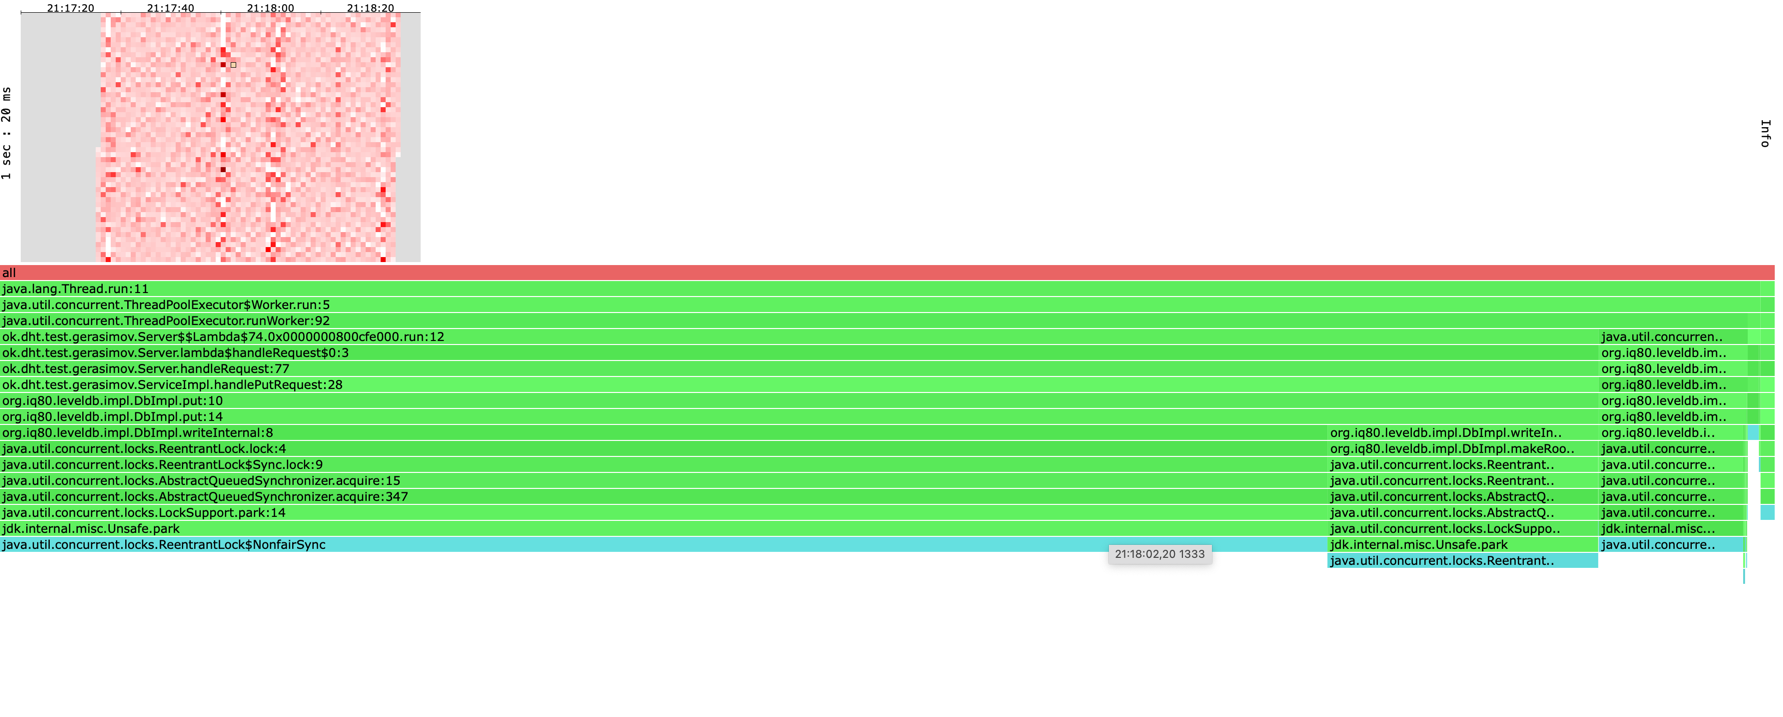 21:17:20 21:17:40 21:18:00 21:18:20
1 sec : 20 ms
Info
all
java.lang.Thread.run:11
java.util.concurrent.ThreadPoolExecutor$Worker.run:5
java.util.concurrent.ThreadPoolExecutor.runWorker:92
ok.dht.test.gerasimov.Server$$Lambda$74.0x0000000800cfe000.run:12 java.util.concurren..
ok.dht.test.gerasimov.Server.lambda$handleRequest$0:3 org.iq80.leveldb.im..
ok.dht.test.gerasimov.Server.handleRequest:77 org.iq80.leveldb.im..
ok.dht.test.gerasimov.ServiceImpl.handlePutRequest:28 org.iq80.leveldb.im..
org.iq80.leveldb.impl.DbImpl.put:10 org.iq80.leveldb.im..
org.iq80.leveldb.impl.DbImpl.put:14 org.iq80.leveldb.im..
org.iq80.leveldb.impl.DbImpl.writeInternal:8 org.iq80.leveldb.impl.DbImpl.writeIn.. org.iq80.leveldb.i..
java.util.concurrent.locks.ReentrantLock.lock:4 org.iq80.leveldb.impl.DbImpl.makeRoo.. java.util.concurre..
java.util.concurrent.locks.ReentrantLock$Sync.lock:9 java.util.concurrent.locks.Reentrant.. java.util.concurre..
java.util.concurrent.locks.AbstractQueuedSynchronizer.acquire:15 java.util.concurrent.locks.Reentrant.. java.util.concurre..
java.util.concurrent.locks.AbstractQueuedSynchronizer.acquire:347 java.util.concurrent.locks.AbstractQ.. java.util.concurre..
java.util.concurrent.locks.LockSupport.park:14 java.util.concurrent.locks.AbstractQ.. java.util.concurre..
jdk.internal.misc.Unsafe.park java.util.concurrent.locks.LockSuppo.. jdk.internal.misc...
java.util.concurrent.locks.ReentrantLock$NonfairSync jdk.internal.misc.Unsafe.park java.util.concurre..
21:18:02,20 1333
java.util.concurrent.locks.Reentrant..